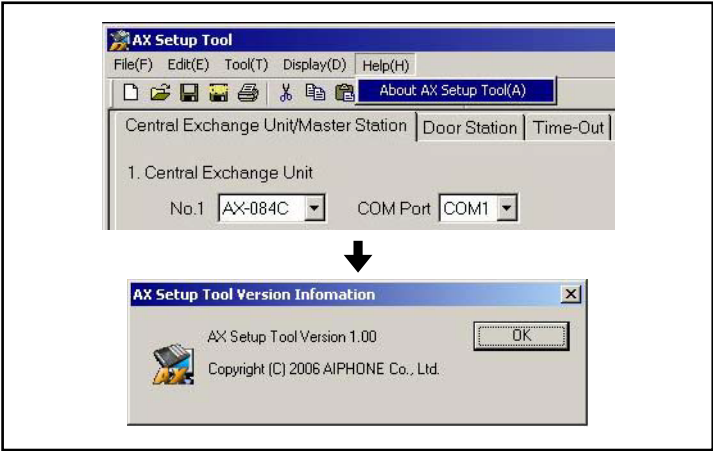 AX Setup Tool
File(F) Edit(E) Tool(T) Display(D) Help(H)
About AX Setup Tool(A)
Central Exchange Unit/Master Station Door Station Time-Out
1. Central Exchange Unit
No.1 AX-084C COM Port COM1
AX Setup Tool Version Infomation
AX Setup Tool Version 1.00 OK
Copyright (C) 2006 AIPHONE Co., Ltd.
AX